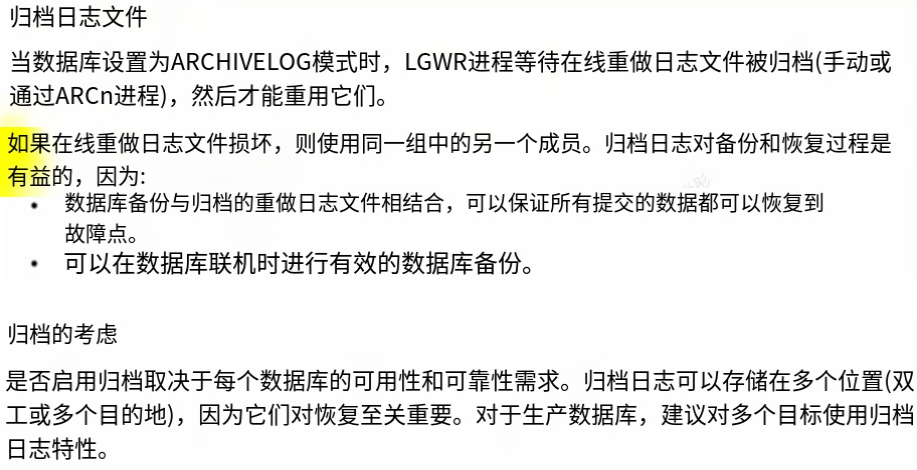 归档日志文件
当数据库设置为ARCHIVELOG模式时，LGWR进程等待在线重做日志文件被归档(手动或
通过ARCn进程)，然后才能重用它们。
如果在线重做日志文件损坏，则使用同一组中的另一个成员。归档日志对备份和恢复过程是
有益的，因为:
• 数据库备份与归档的重做日志文件相结合，可以保证所有提交的数据都可以恢复到
故障点。
• 可以在数据库联机时进行有效的数据库备份。
归档的考虑
是否启用归档取决于每个数据库的可用性和可靠性需求。归档日志可以存储在多个位置(双
工或多个目的地)，因为它们对恢复至关重要。对于生产数据库，建议对多个目标使用归档
日志特性。